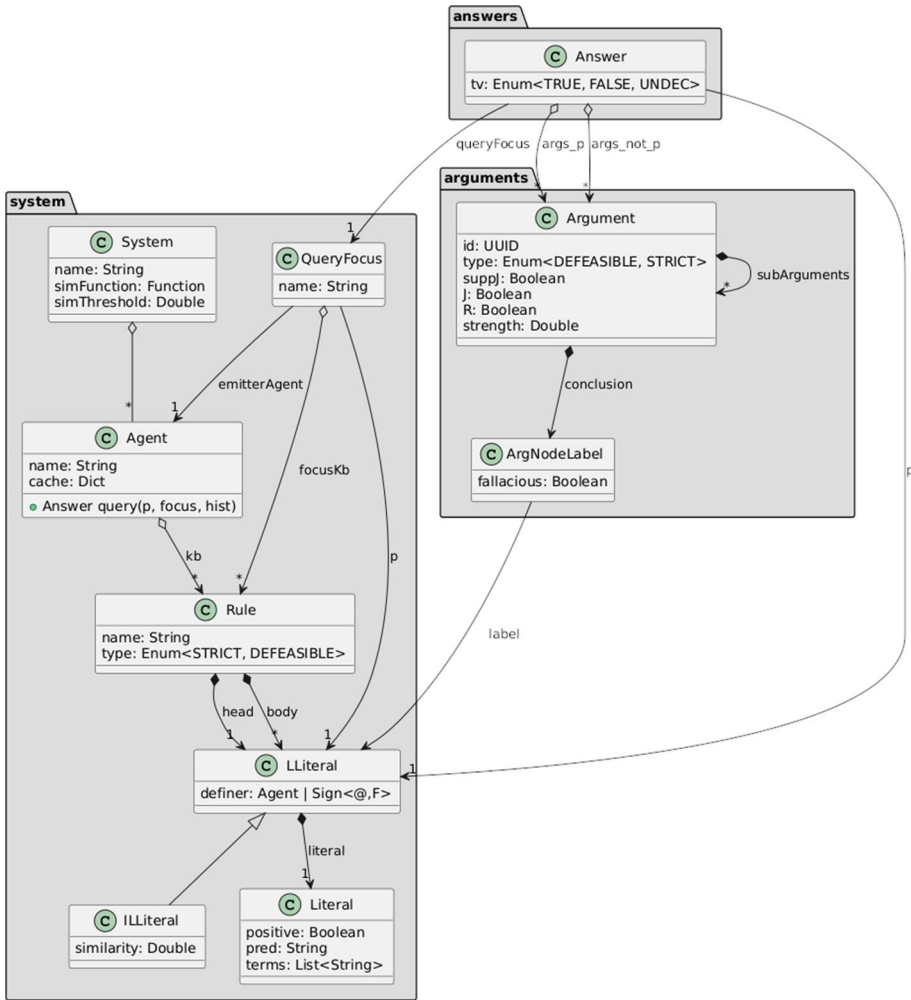 answers
C Answer
tv: Enum<TRUE, FALSE, UNDEC>
queryFocus
args_p
args_not_p
*
*
1
arguments
C Argument
id: UUID
type: Enum<DEFEASIBLE, STRICT>
suppJ: Boolean
J: Boolean
R: Boolean
strength: Double
subArguments
*
conclusion
C ArgNodeLabel
fallacious: Boolean
label
p
1
system
C System
name: String
simFunction: Function
simThreshold: Double
*
C QueryFocus
name: String
emitterAgent
1
focusKb
*
p
1
C Agent
name: String
cache: Dict
Answer query(p, focus, hist)
kb
*
C Rule
name: String
type: Enum<STRICT, DEFEASIBLE>
head
1
body
*
C LLiteral
definer: Agent | Sign<@,F>
literal
1
C ILLiteral
similarity: Double
C Literal
positive: Boolean
pred: String
terms: List<String>